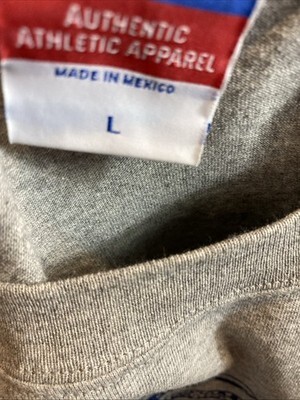 AUTHENTIC
ATHLETIC APPAREL
MADE IN MEXICO
L